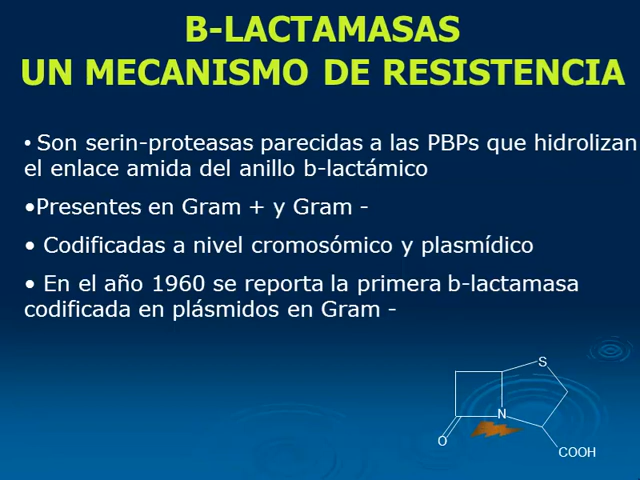 B-LACTAMASAS
UN MECANISMO DE RESISTENCIA
• Son serin-proteasas parecidas a las PBPs que hidrolizan
el enlace amida del anillo b-lactámico
•Presentes en Gram + y Gram -
• Codificadas a nivel cromosómico y plasmídico
• En el año 1960 se reporta la primera b-lactamasa
codificada en plásmidos en Gram -
S
N
O
COOH